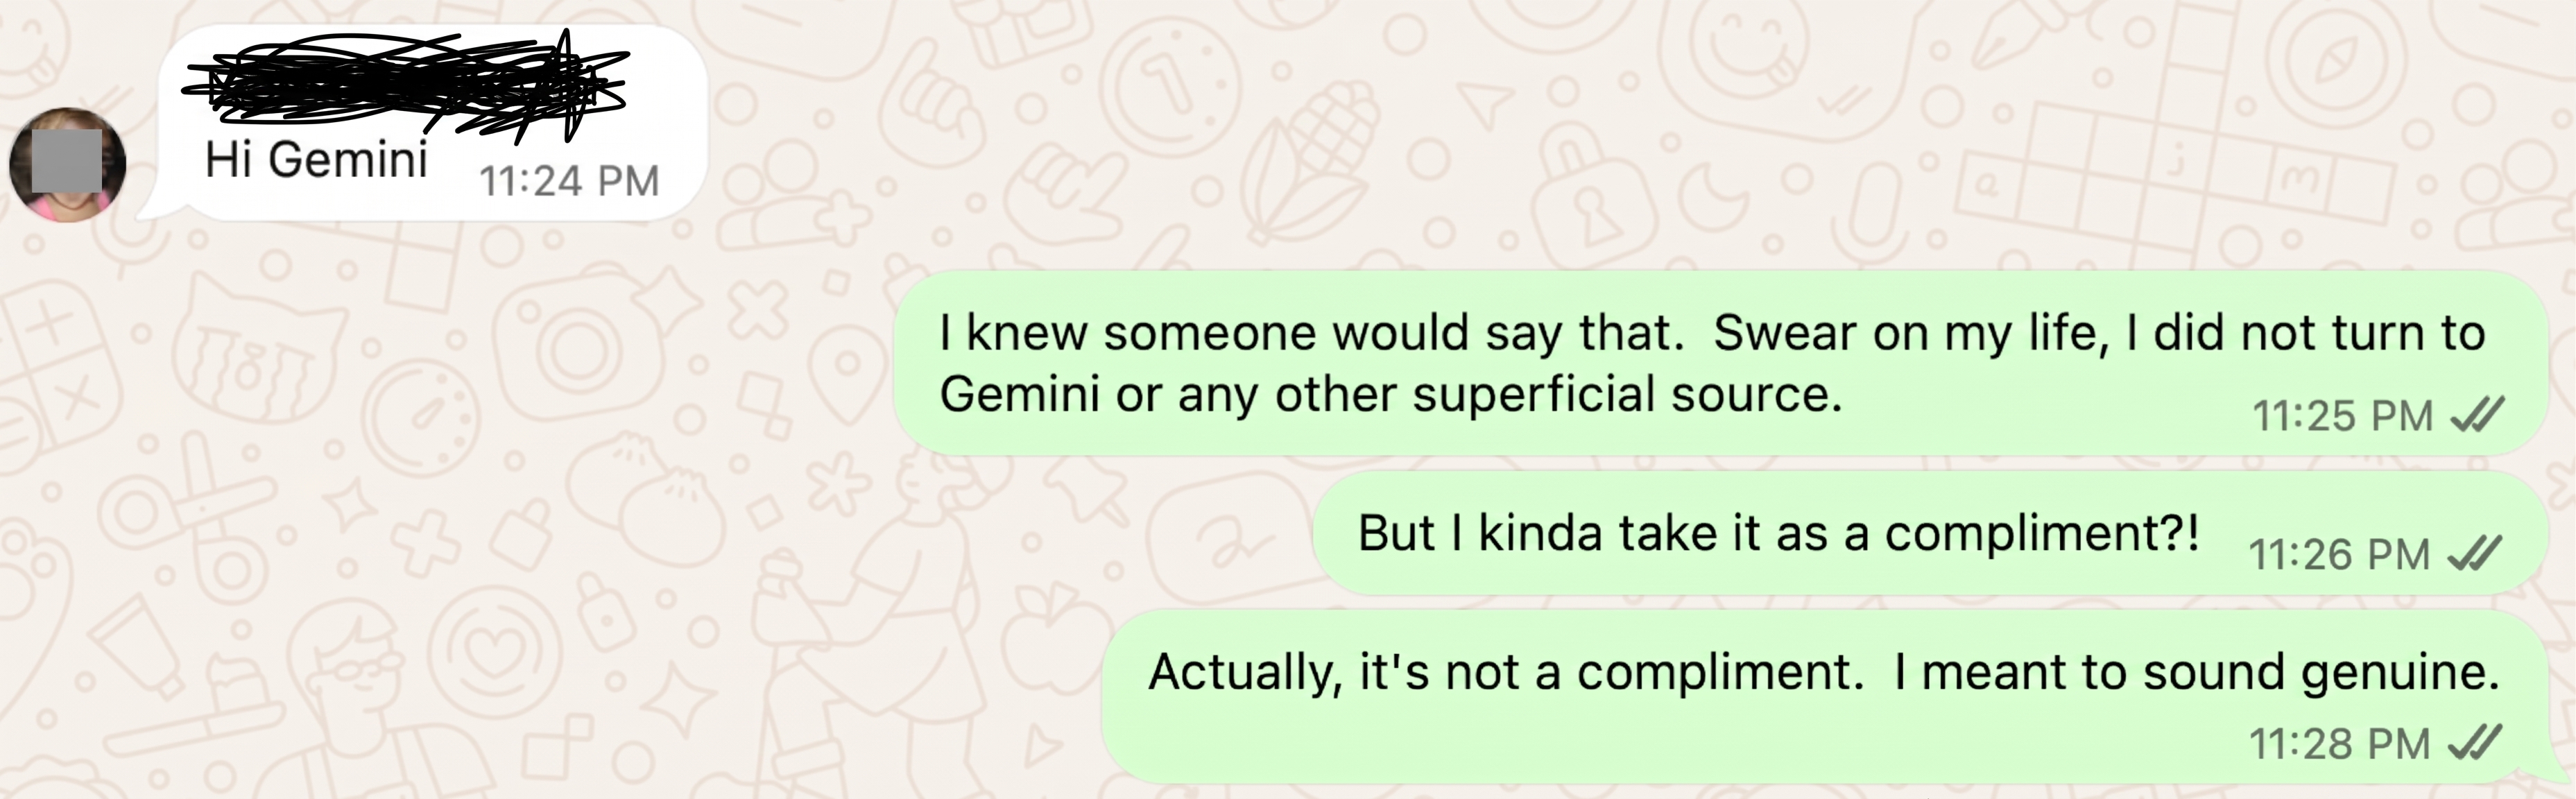 Hi Gemini
11:24 PM
I knew someone would say that.  Swear on my life, I did not turn to
Gemini or any other superficial source.
11:25 PM
But I kinda take it as a compliment?!
11:26 PM
Actually, it's not a compliment.  I meant to sound genuine.
11:28 PM